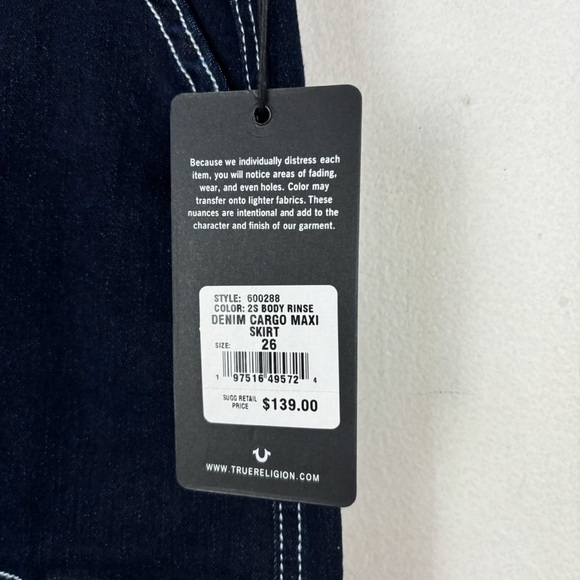 Because we individually distress each
item, you will notice areas of fading,
wear, and even holes. Color may
transfer onto lighter fabrics. These
nuances are intentional and add to the
character and finish of our garment.
STYLE: 600288
COLOR: 2S BODY RINSE
DENIM CARGO MAXI
SKIRT
SIZE: 26
1 97516 49572 4
SUGG RETAIL
PRICE $139.00
WWW.TRUERELIGION.COM